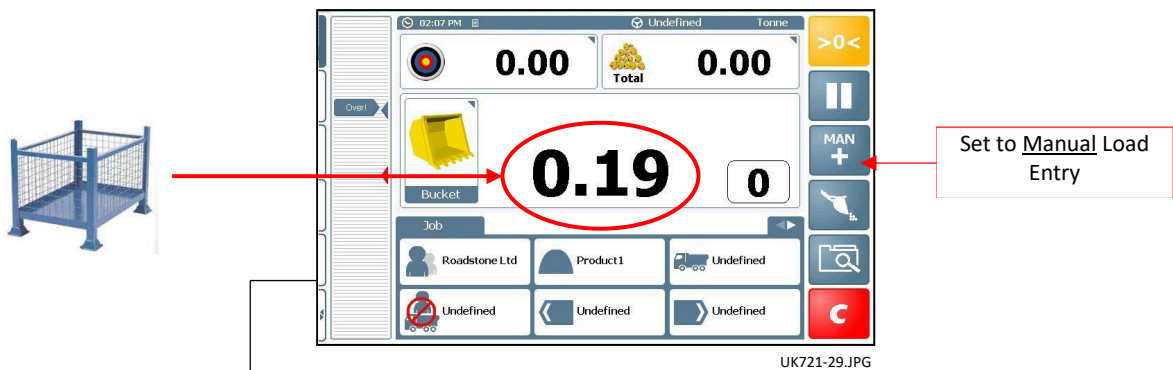 02:07 PM Undefined Tonne
>0<
0.00
Total 0.00
Over!
MAN
+
Set to Manual Load
Entry
Bucket
0.19
0
Job
Roadstone Ltd Product1 Undefined
Undefined Undefined Undefined
C
UK721-29.JPG